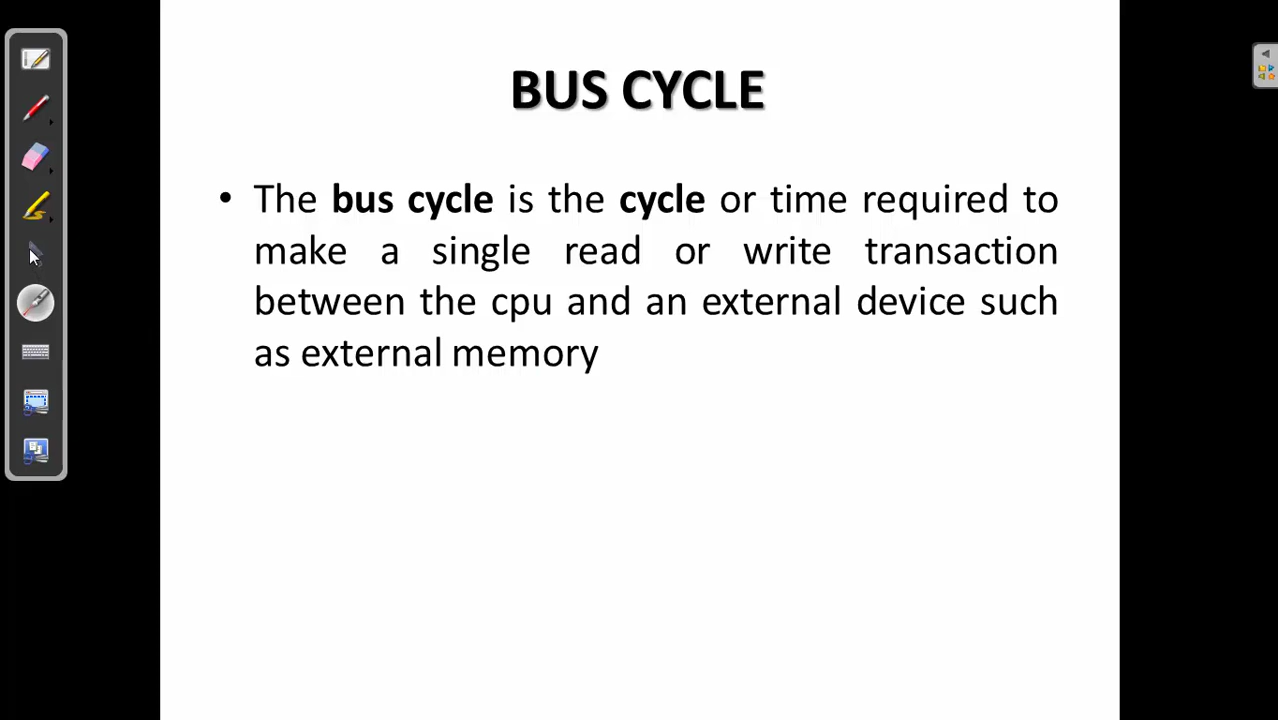 BUS CYCLE
• The bus cycle is the cycle or time required to
make a single read or write transaction
between the cpu and an external device such
as external memory